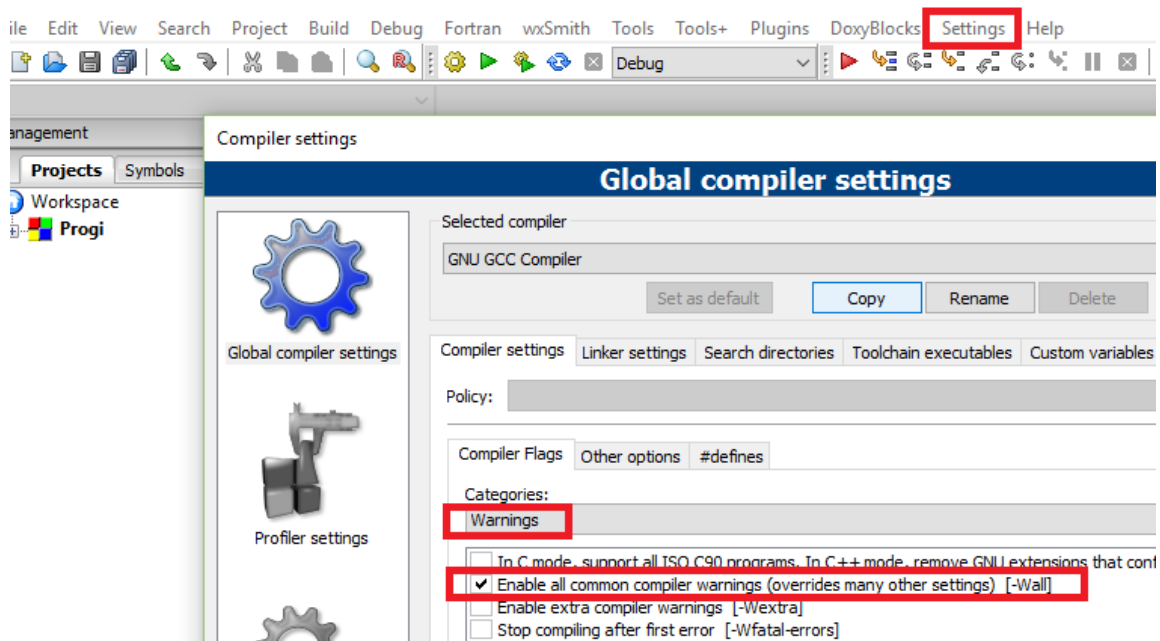 ile Edit View Search Project Build Debug Fortran wxSmith Tools Tools+ Plugins DoxyBlocks Settings Help
Debug
anagement
Projects Symbols
Workspace
Progi
Compiler settings
Global compiler settings
Selected compiler
GNU GCC Compiler
Set as default Copy Rename Delete
Global compiler settings
Compiler settings Linker settings Search directories Toolchain executables Custom variables
Policy:
Compiler Flags Other options #defines
Categories:
Warnings
Profiler settings
In C mode, support all ISO C90 programs. In C++ mode, remove GNU extensions that conf
Enable all common compiler warnings (overrides many other settings) [-Wall]
Enable extra compiler warnings [-Wextra]
Stop compiling after first error [-Wfatal-errors]